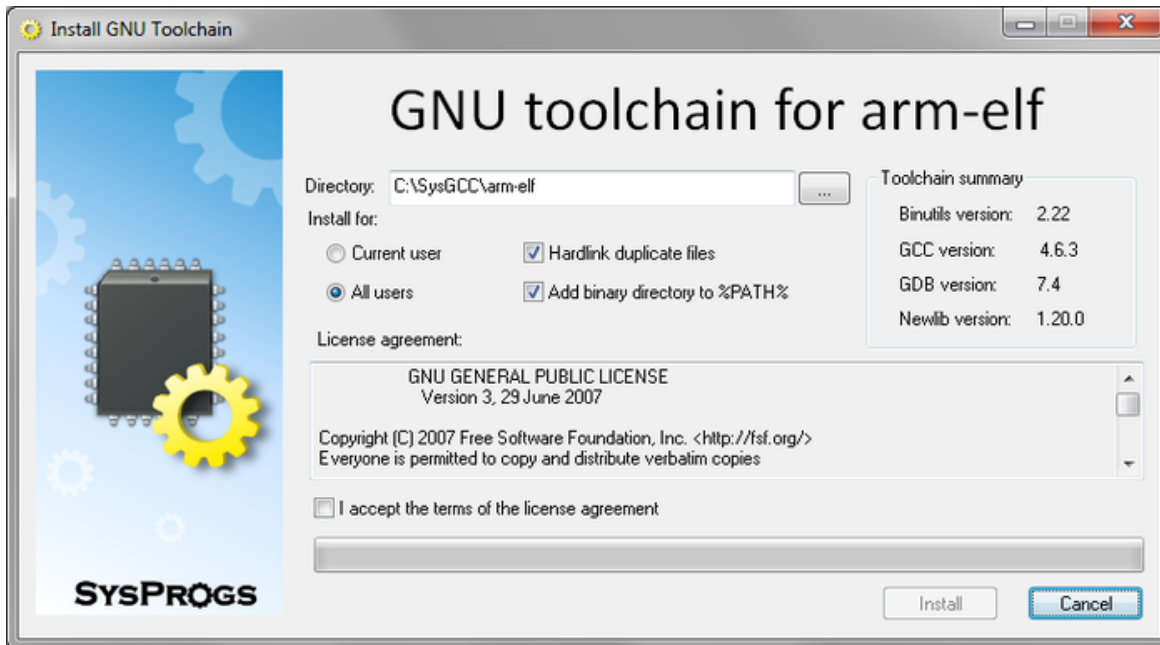 Install GNU Toolchain
GNU toolchain for arm-elf
Directory: C:\SysGCC\arm-elf ...
Install for:
Current user
Hardlink duplicate files
All users
Add binary directory to %PATH%
Toolchain summary
Binutils version: 2.22
GCC version: 4.6.3
GDB version: 7.4
Newlib version: 1.20.0
License agreement:
GNU GENERAL PUBLIC LICENSE
Version 3, 29 June 2007
Copyright (C) 2007 Free Software Foundation, Inc. <http://fsf.org/>
Everyone is permitted to copy and distribute verbatim copies
I accept the terms of the license agreement
SYSPROGS
Install
Cancel